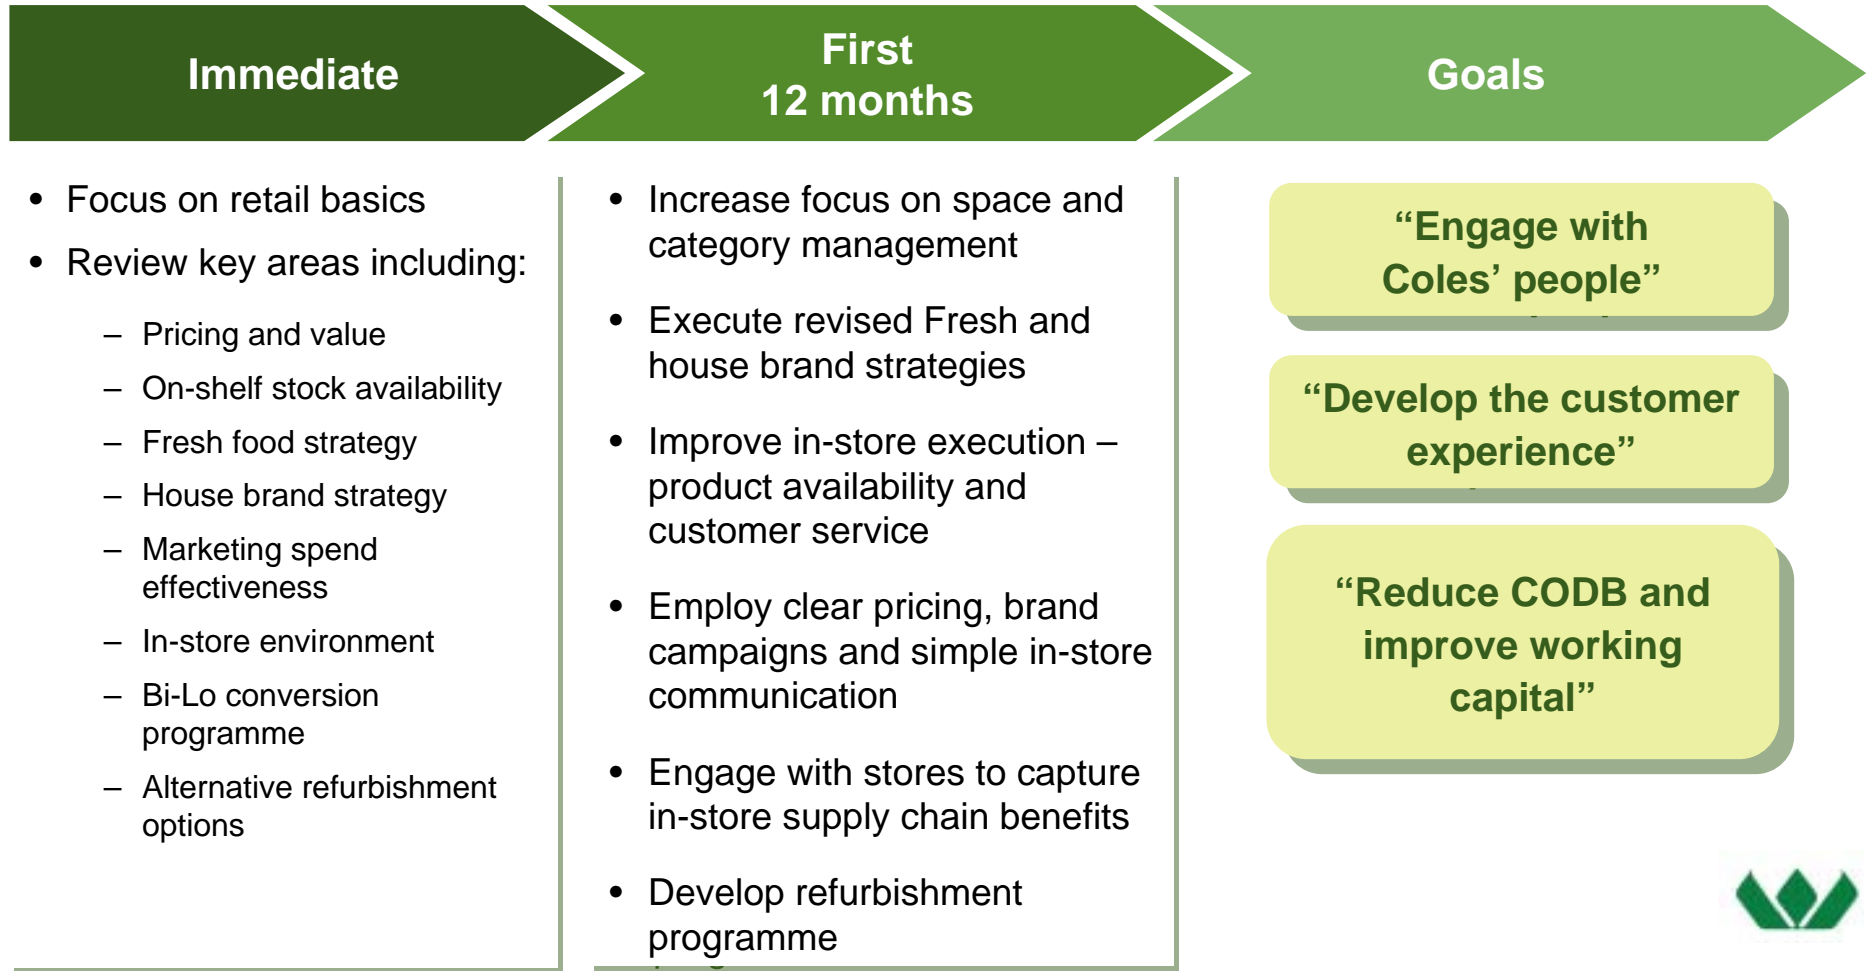 Immediate
First
12 months
Goals
• Focus on retail basics
• Review key areas including:
– Pricing and value
– On-shelf stock availability
– Fresh food strategy
– House brand strategy
– Marketing spend
effectiveness
– In-store environment
– Bi-Lo conversion
programme
– Alternative refurbishment
options
• Increase focus on space and
category management
• Execute revised Fresh and
house brand strategies
• Improve in-store execution –
product availability and
customer service
• Employ clear pricing, brand
campaigns and simple in-store
communication
• Engage with stores to capture
in-store supply chain benefits
• Develop refurbishment
programme
“Engage with
Coles’ people”
“Develop the customer
experience”
“Reduce CODB and
improve working
capital”